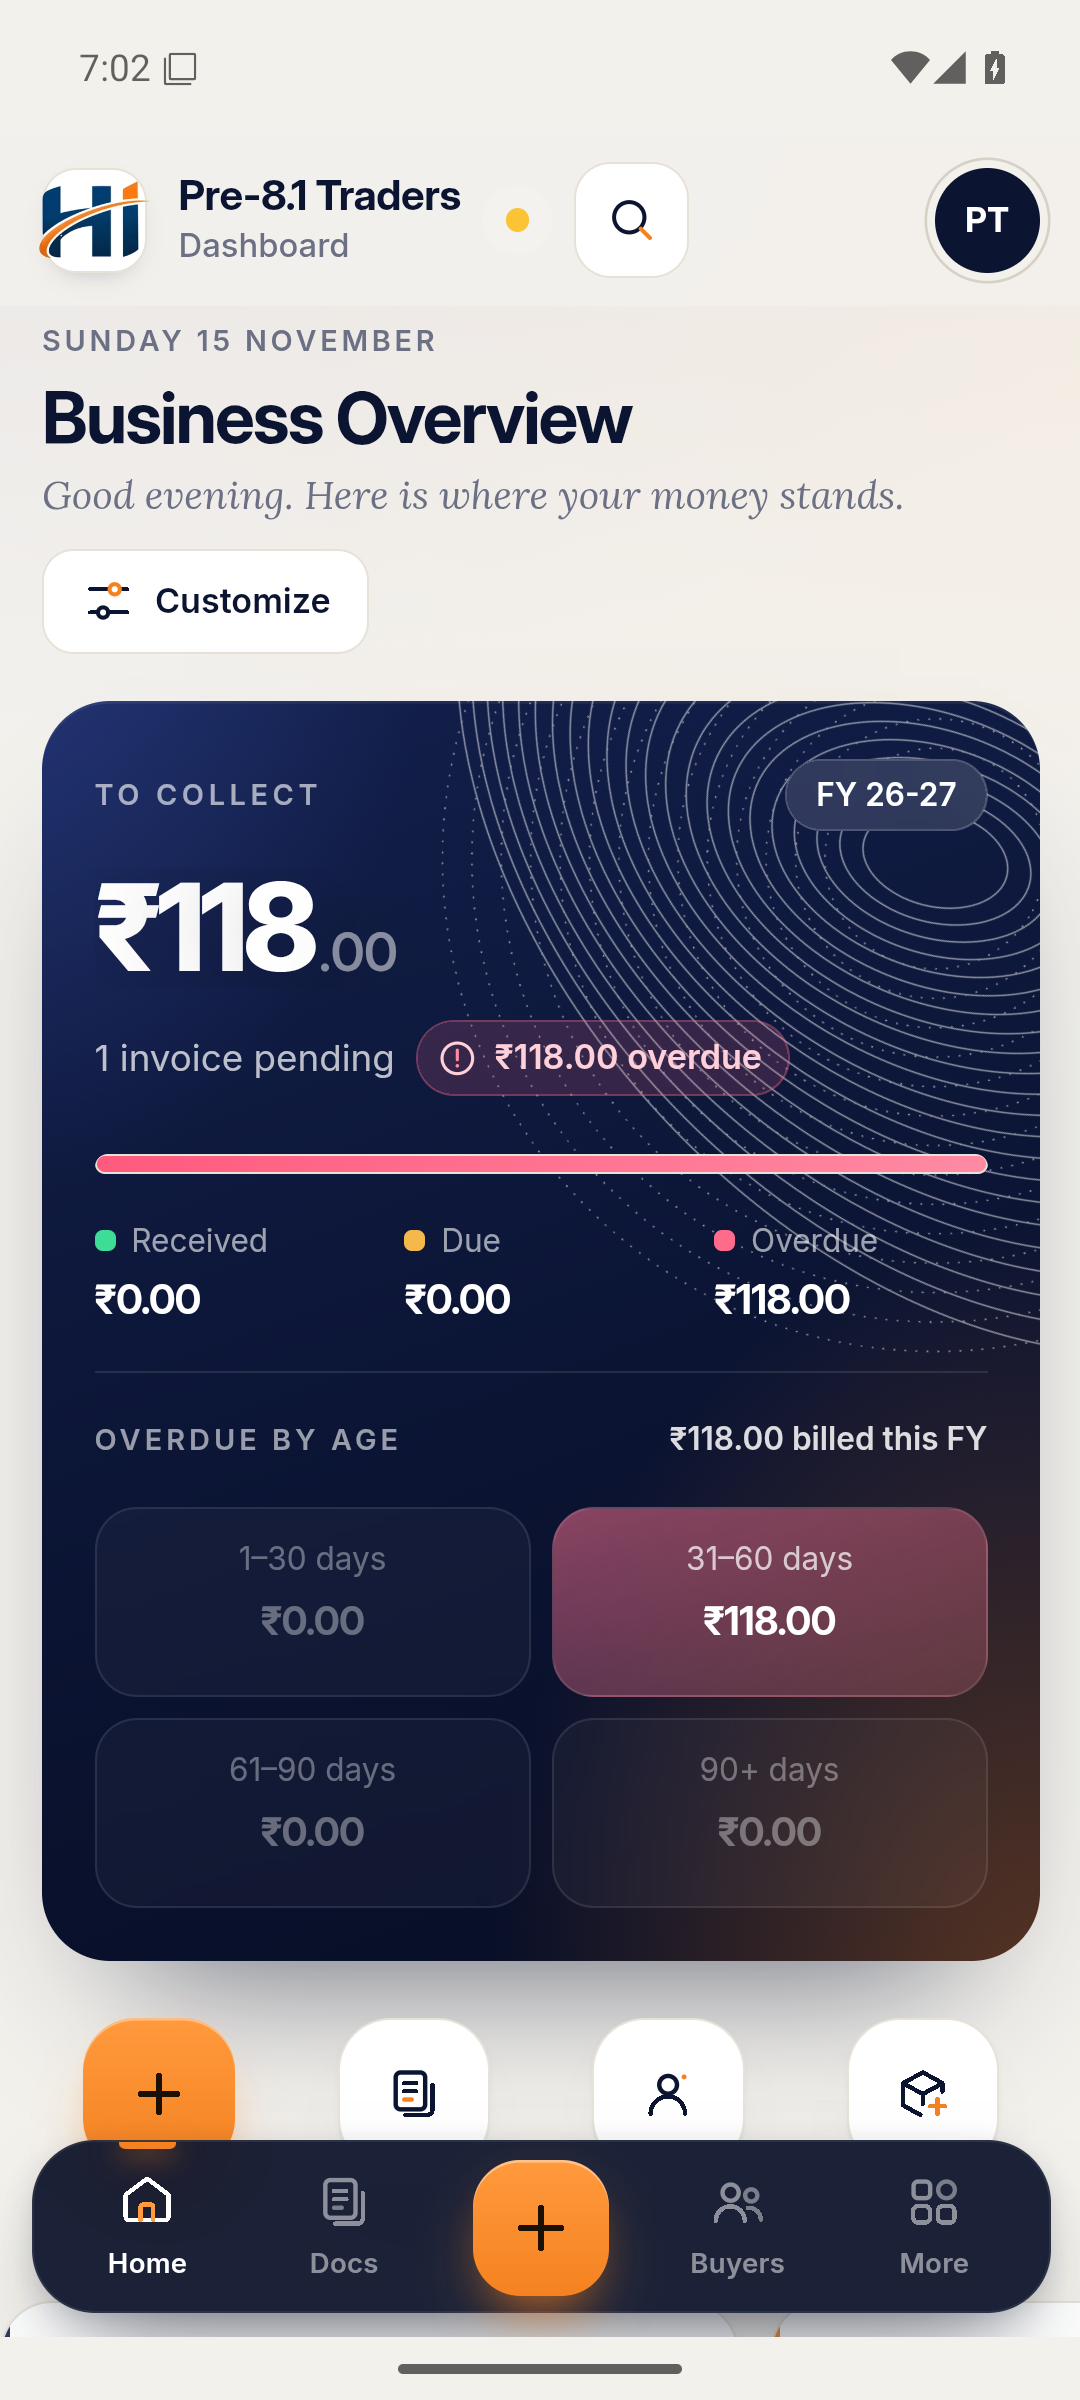 7:02
Hi
Pre-8.1 Traders
Dashboard
PT
SUNDAY 15 NOVEMBER
Business Overview
Good evening. Here is where your money stands.
Customize
TO COLLECT
FY 26-27
₹118.00
1 invoice pending
₹118.00 overdue
Received
Due
Overdue
₹0.00
₹0.00
₹118.00
OVERDUE BY AGE
₹118.00 billed this FY
1–30 days
31–60 days
₹0.00
₹118.00
61–90 days
90+ days
₹0.00
₹0.00
Home
Docs
Buyers
More